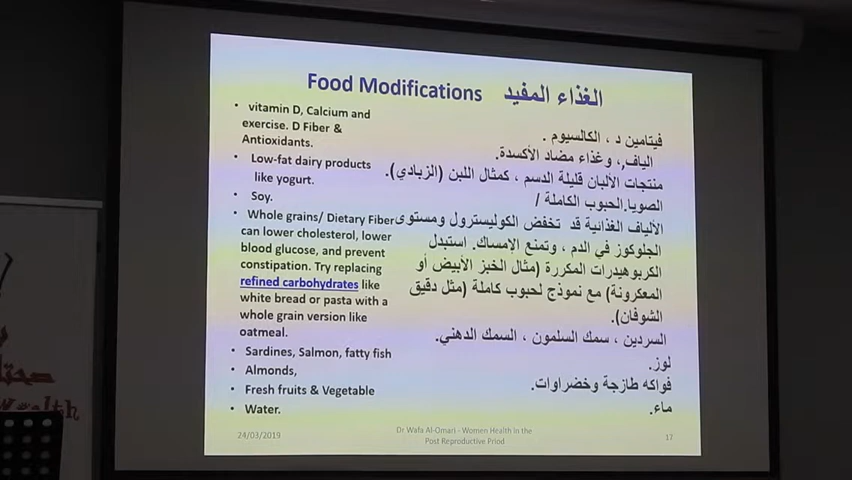 Food Modifications الغذاء المفيد
• vitamin D, Calcium and
exercise. D Fiber &
Antioxidants.
• Low-fat dairy products
like yogurt.
• Soy.
• Whole grains/ Dietary Fiber
can lower cholesterol, lower
blood glucose, and prevent
constipation. Try replacing
refined carbohydrates like
white bread or pasta with a
whole grain version like
oatmeal.
• Sardines, Salmon, fatty fish
• Almonds,
• Fresh fruits & Vegetable
• Water.
فيتامين د ، الكالسيوم .
الياف,، وغذاء مضاد الأكسدة.
منتجات الألبان قليلة الدسم ، كمثال اللبن (الزبادي).
الصويا.الحبوب الكاملة /
الألياف الغذائية قد تخفض الكوليسترول ومستوى
الجلوكوز في الدم ، وتمنع الإمساك. استبدل
الكربوهيدرات المكررة (مثال الخبز الأبيض أو
المعكرونة) مع نموذج لحبوب كاملة (مثل دقيق
الشوفان).
السردين ، سمك السلمون ، السمك الدهني.
لوز.
فواكه طازجة وخضراوات.
ماء.
24/03/2019
Dr Wafa Al-Omari - Women Health in the
Post Reproductive Priod
17